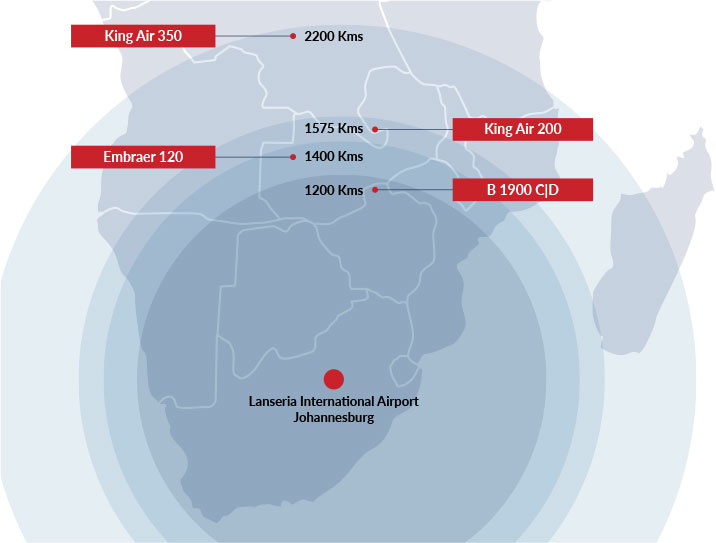 King Air 350
2200 Kms
1575 Kms
King Air 200
Embraer 120
1400 Kms
1200 Kms
B 1900 C|D
Lanseria International Airport
Johannesburg